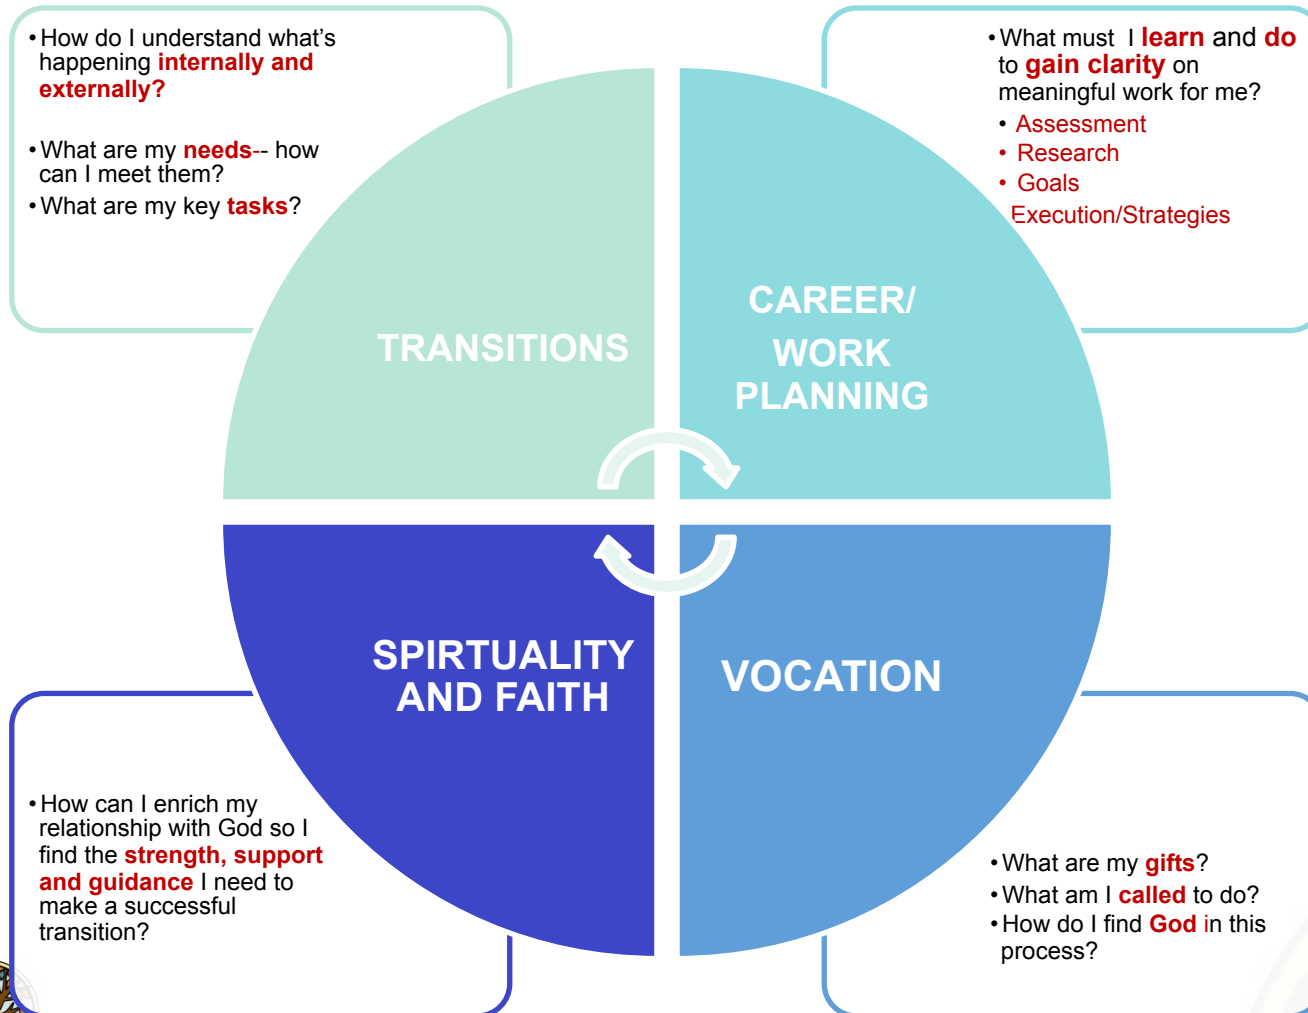 • How do I understand what's
happening internally and
externally?
• What are my needs-- how
can I meet them?
• What are my key tasks?
• What must  I learn and do
to gain clarity on
meaningful work for me?
• Assessment
• Research
• Goals
Execution/Strategies
TRANSITIONS
CAREER/
WORK
PLANNING
SPIRTUALITY
AND FAITH
VOCATION
• How can I enrich my
relationship with God so I
find the strength, support
and guidance I need to
make a successful
transition?
• What are my gifts?
• What am I called to do?
• How do I find God in this
process?